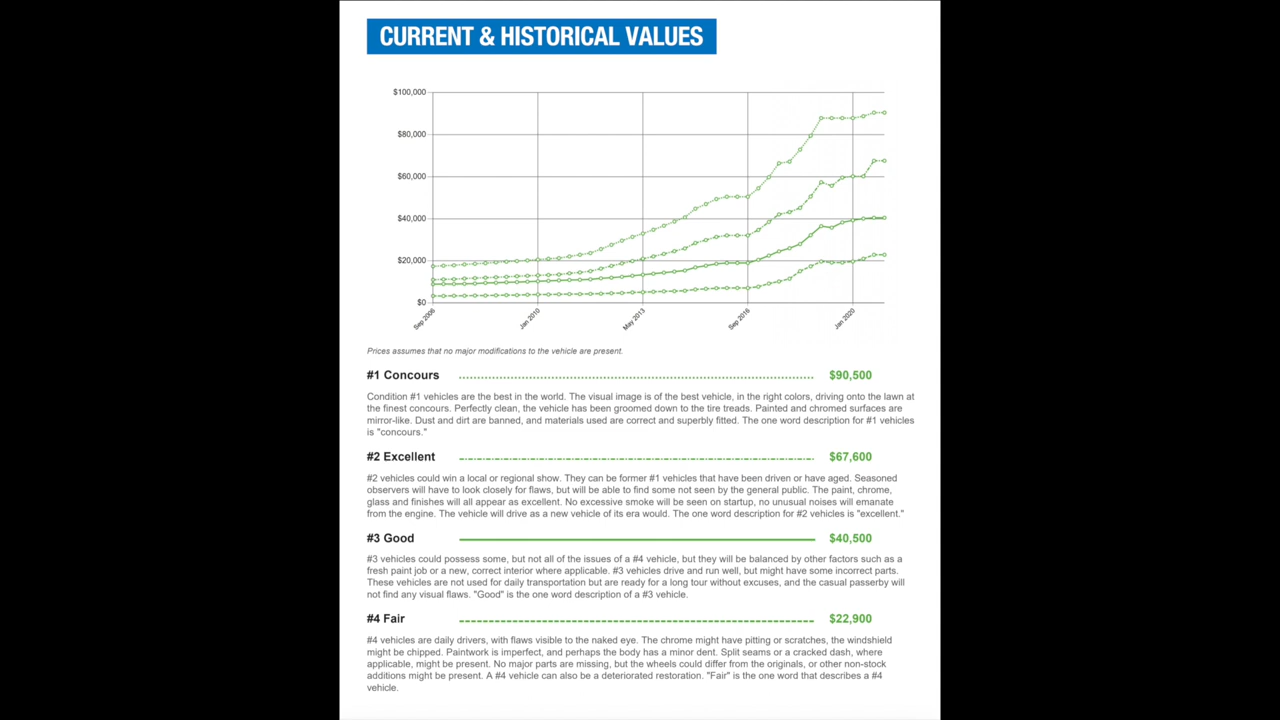 CURRENT & HISTORICAL VALUES
$100,000
$80,000
$60,000
$40,000
$20,000
$0
Sep 2006
Jan 2010
May 2013
Sep 2016
Jan 2020
Prices assumes that no major modifications to the vehicle are present.
#1 Concours $90,500
Condition #1 vehicles are the best in the world. The visual image is of the best vehicle, in the right colors, driving onto the lawn at
the finest concours. Perfectly clean, the vehicle has been groomed down to the tire treads. Painted and chromed surfaces are
mirror-like. Dust and dirt are banned, and materials used are correct and superbly fitted. The one word description for #1 vehicles
is "concours."
#2 Excellent $67,600
#2 vehicles could win a local or regional show. They can be former #1 vehicles that have been driven or have aged. Seasoned
observers will have to look closely for flaws, but will be able to find some not seen by the general public. The paint, chrome,
glass and finishes will all appear as excellent. No excessive smoke will be seen on startup, no unusual noises will emanate
from the engine. The vehicle will drive as a new vehicle of its era would. The one word description for #2 vehicles is "excellent."
#3 Good $40,500
#3 vehicles could possess some, but not all of the issues of a #4 vehicle, but they will be balanced by other factors such as a
fresh paint job or a new, correct interior where applicable. #3 vehicles drive and run well, but might have some incorrect parts.
These vehicles are not used for daily transportation but are ready for a long tour without excuses, and the casual passerby will
not find any visual flaws. "Good" is the one word description of a #3 vehicle.
#4 Fair $22,900
#4 vehicles are daily drivers, with flaws visible to the naked eye. The chrome might have pitting or scratches, the windshield
might be chipped. Paintwork is imperfect, and perhaps the body has a minor dent. Split seams or a cracked dash, where
applicable, might be present. No major parts are missing, but the wheels could differ from the originals, or other non-stock
additions might be present. A #4 vehicle can also be a deteriorated restoration. "Fair" is the one word that describes a #4
vehicle.